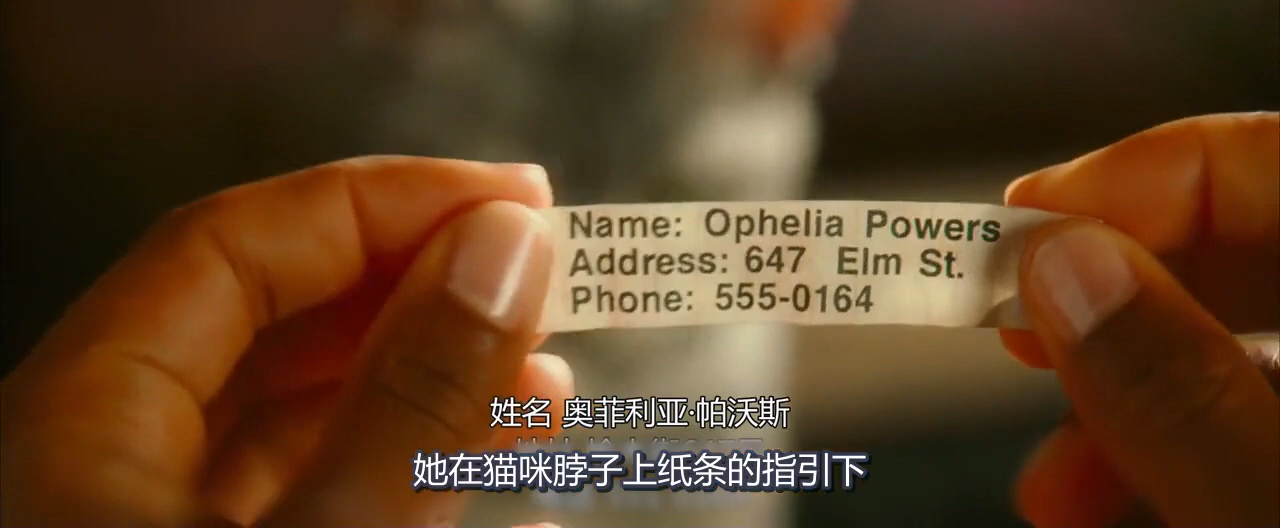 Name: Ophelia Powers
Address: 647 Elm St.
Phone: 555-0164
姓名 奥菲利亚·帕沃斯
她在猫咪脖子上纸条的指引下